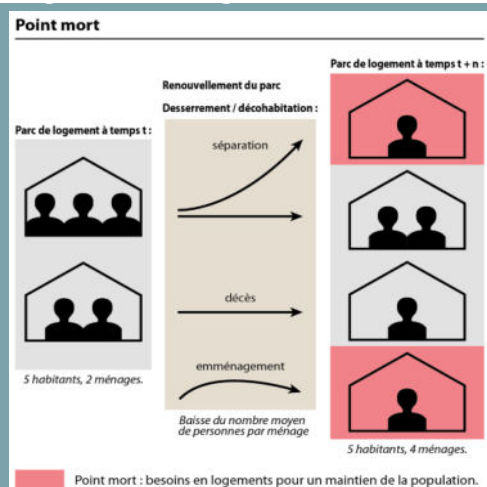 Point mort
Parc de logement à temps t :
5 habitants, 2 ménages.
Renouvellement du parc
Desserrement / décohabitation :
séparation
décès
emménagement
Baisse du nombre moyen
de personnes par ménage
Parc de logement à temps t + n :
5 habitants, 4 ménages.
Point mort : besoins en logements pour un maintien de la population.